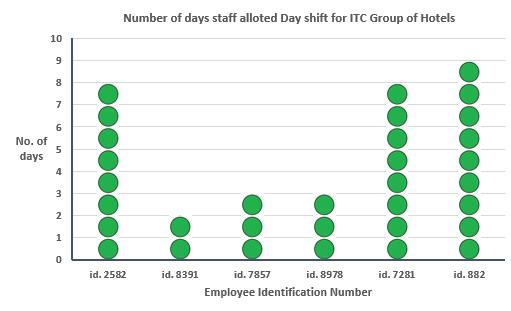 Number of days staff alloted Day shift for ITC Group of Hotels
10
9
8
7
6
5
4
3
2
1
0
No. of
days
id. 2582
id. 8391
id. 7857
id. 8978
id. 7281
id. 882
Employee Identification Number